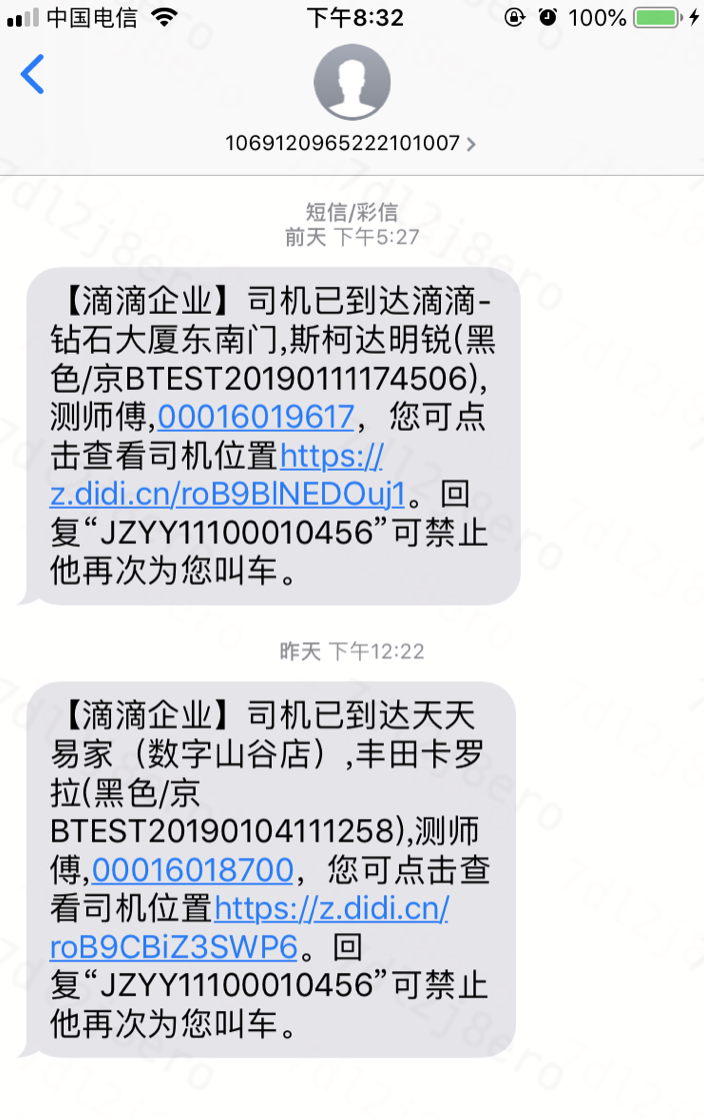 中国电信
下午8:32
100%
1069120965222101007
短信/彩信
前天 下午5:27
【滴滴企业】司机已到达滴滴-
钻石大厦东南门,斯柯达明锐(黑
色/京BTEST20190111174506),
测师傅,00016019617，您可点
击查看司机位置https://
z.didi.cn/roB9BlNEDOuj1。回
复“JZYY11100010456”可禁止
他再次为您叫车。
昨天 下午12:22
【滴滴企业】司机已到达天天
易家（数字山谷店）,丰田卡罗
拉(黑色/京
BTEST20190104111258),测师
傅,00016018700，您可点击查
看司机位置https://z.didi.cn/
roB9CBiZ3SWP6。回
复“JZYY11100010456”可禁止
他再次为您叫车。
7dl2j8ero